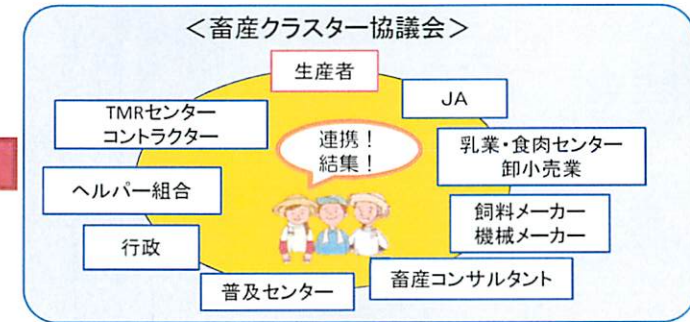 ＜畜産クラスター協議会＞
生産者
JA
TMRセンター
コントラクター
連携！
結集！
乳業・食肉センター
卸小売業
ヘルパー組合
飼料メーカー
機械メーカー
行政
畜産コンサルタント
普及センター